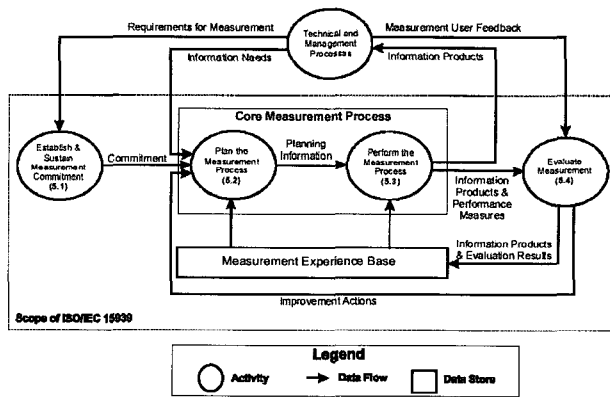 Requirements for Measurement
Technical and
Management
Processes
Measurement User Feedback
Information Needs
Information Products
Core Measurement Process
Establish &
Sustain
Measurement
Commitment
(5.1)
Commitment
Plan the
Measurement
Process
(5.2)
Planning
Information
Perform the
Measurement
Process
(5.3)
Information
Products &
Performance
Measures
Evaluate
Measurement
(5.4)
Measurement Experience Base
Information Products
& Evaluation Results
Improvement Actions
Scope of ISO/IEC 15939
Legend
Activity
Data Flow
Data Store